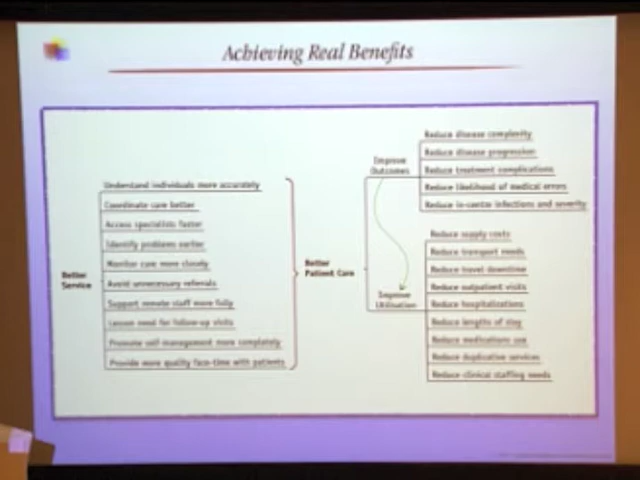 Achieving Real Benefits
Better
Service
Understand individuals more accurately
Coordinate care better
Access specialists faster
Identify problems earlier
Monitor care more closely
Avoid unnecessary referrals
Support remote staff more fully
Lessen need for follow-up visits
Promote self-management more completely
Provide more quality face-time with patients
Better
Patient Care
Improve
Outcomes
Reduce disease complexity
Reduce disease progression
Reduce treatment complications
Reduce likelihood of medical errors
Reduce in-center infections and severity
Improve
Utilisation
Reduce supply costs
Reduce transport needs
Reduce travel downtime
Reduce outpatient visits
Reduce hospitalizations
Reduce lengths of stay
Reduce medications use
Reduce duplicative services
Reduce clinical staffing needs